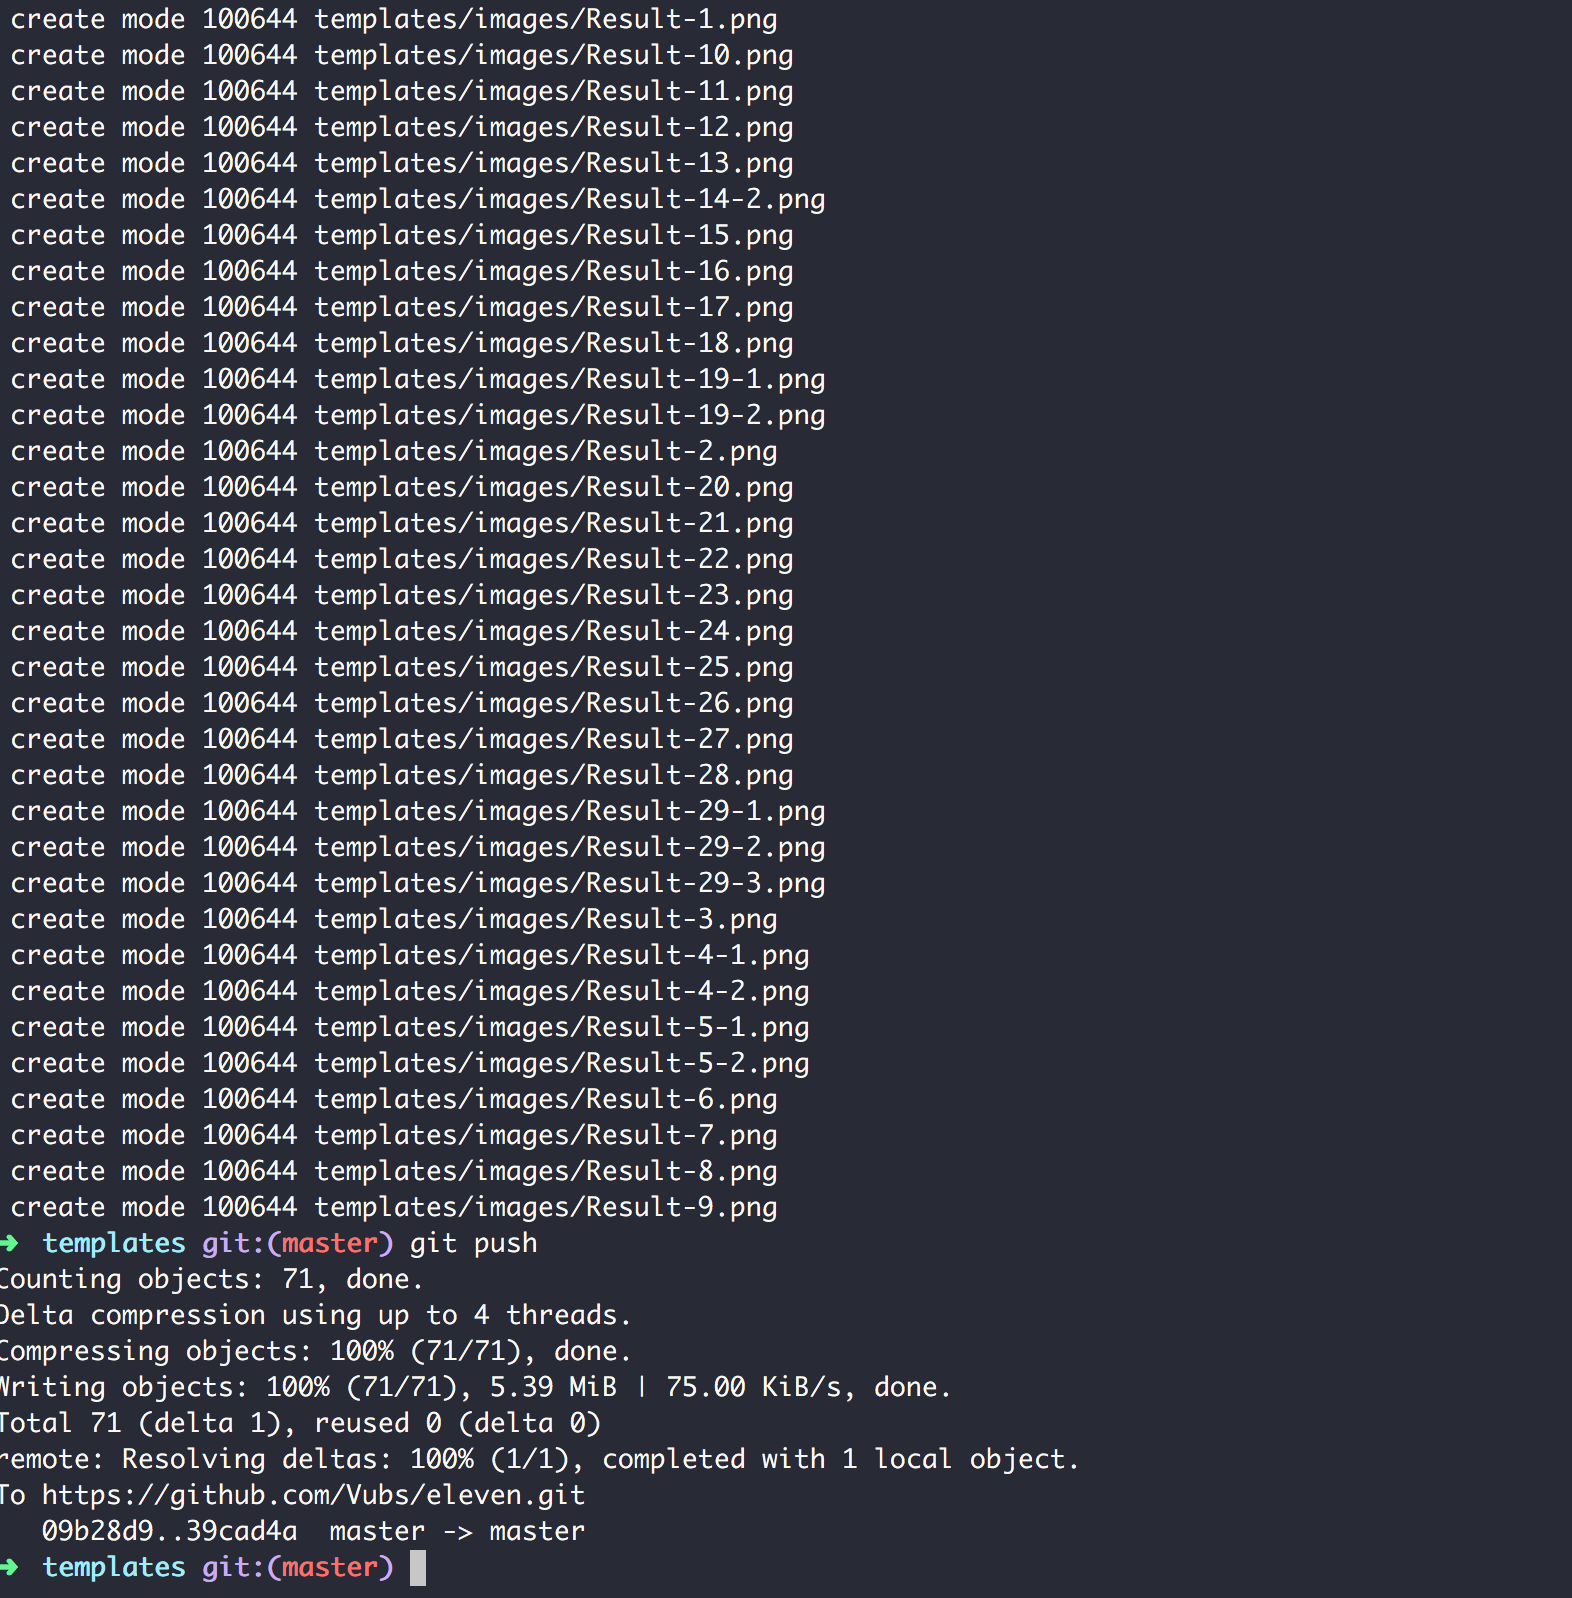 create mode 100644 templates/images/Result-1.png
create mode 100644 templates/images/Result-10.png
create mode 100644 templates/images/Result-11.png
create mode 100644 templates/images/Result-12.png
create mode 100644 templates/images/Result-13.png
create mode 100644 templates/images/Result-14-2.png
create mode 100644 templates/images/Result-15.png
create mode 100644 templates/images/Result-16.png
create mode 100644 templates/images/Result-17.png
create mode 100644 templates/images/Result-18.png
create mode 100644 templates/images/Result-19-1.png
create mode 100644 templates/images/Result-19-2.png
create mode 100644 templates/images/Result-2.png
create mode 100644 templates/images/Result-20.png
create mode 100644 templates/images/Result-21.png
create mode 100644 templates/images/Result-22.png
create mode 100644 templates/images/Result-23.png
create mode 100644 templates/images/Result-24.png
create mode 100644 templates/images/Result-25.png
create mode 100644 templates/images/Result-26.png
create mode 100644 templates/images/Result-27.png
create mode 100644 templates/images/Result-28.png
create mode 100644 templates/images/Result-29-1.png
create mode 100644 templates/images/Result-29-2.png
create mode 100644 templates/images/Result-29-3.png
create mode 100644 templates/images/Result-3.png
create mode 100644 templates/images/Result-4-1.png
create mode 100644 templates/images/Result-4-2.png
create mode 100644 templates/images/Result-5-1.png
create mode 100644 templates/images/Result-5-2.png
create mode 100644 templates/images/Result-6.png
create mode 100644 templates/images/Result-7.png
create mode 100644 templates/images/Result-8.png
create mode 100644 templates/images/Result-9.png
➜ templates git:(master) git push
Counting objects: 71, done.
Delta compression using up to 4 threads.
Compressing objects: 100% (71/71), done.
Writing objects: 100% (71/71), 5.39 MiB | 75.00 KiB/s, done.
Total 71 (delta 1), reused 0 (delta 0)
remote: Resolving deltas: 100% (1/1), completed with 1 local object.
To https://github.com/Vubs/eleven.git
09b28d9..39cad4a master -> master
➜ templates git:(master)